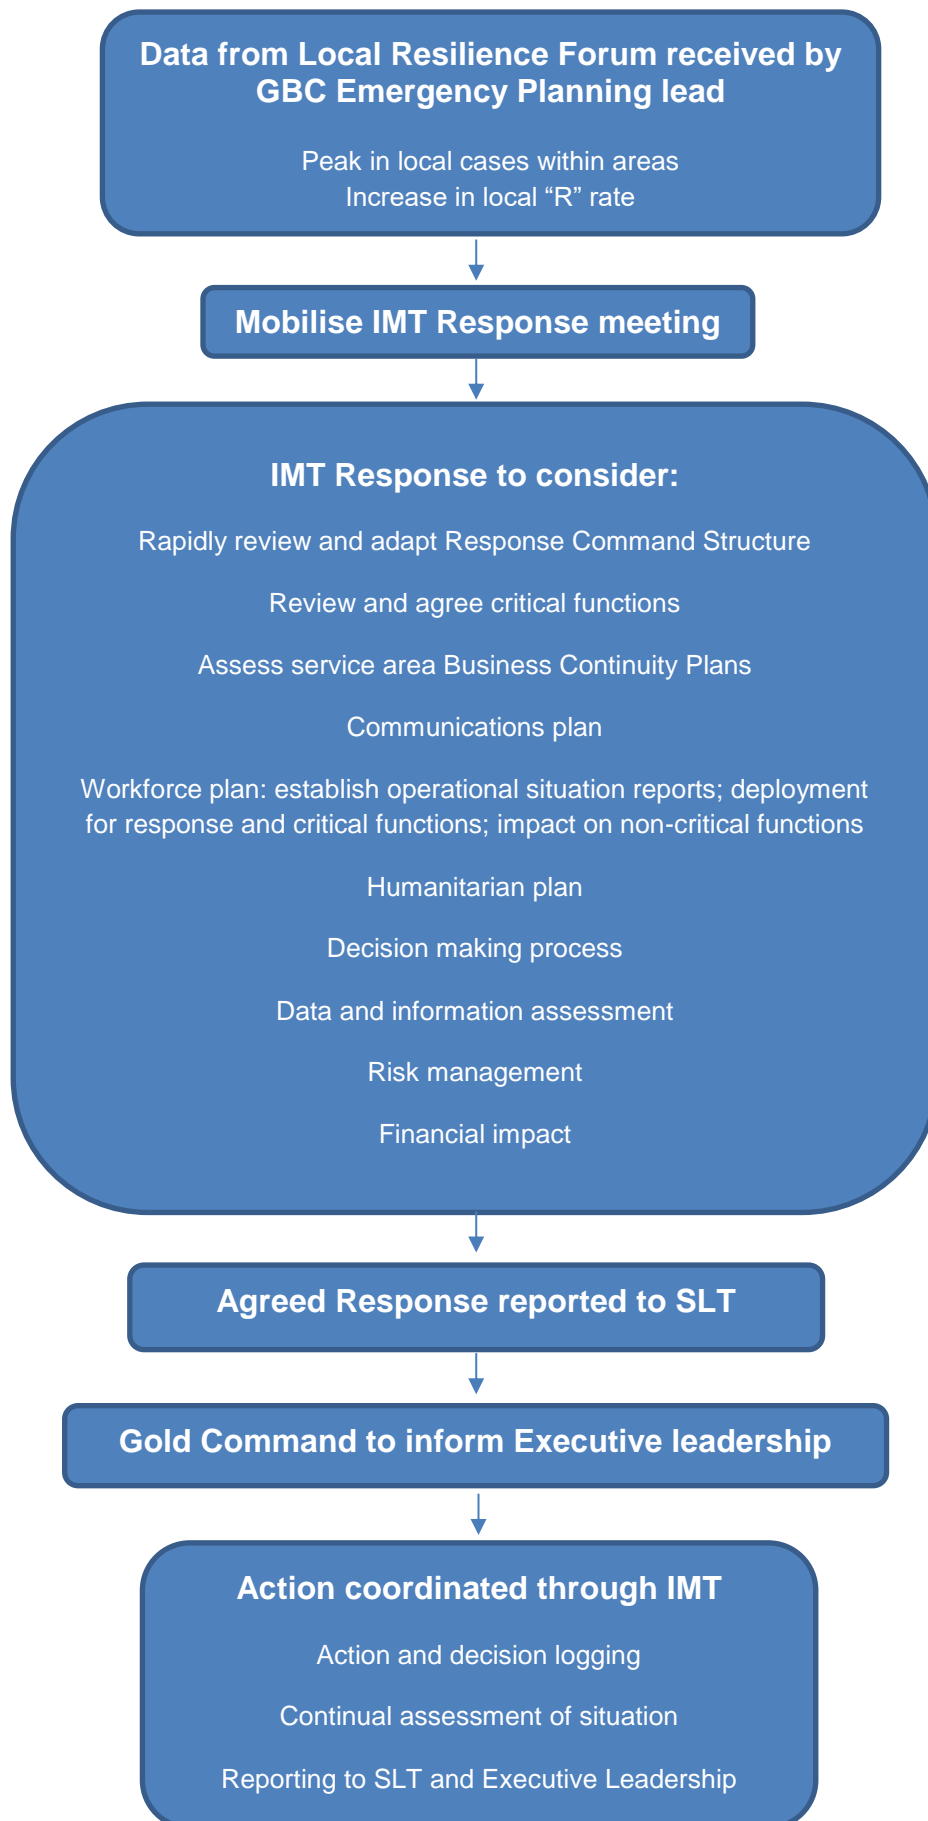 Data from Local Resilience Forum received by
GBC Emergency Planning lead
Peak in local cases within areas
Increase in local “R” rate
Mobilise IMT Response meeting
IMT Response to consider:
Rapidly review and adapt Response Command Structure
Review and agree critical functions
Assess service area Business Continuity Plans
Communications plan
Workforce plan: establish operational situation reports; deployment
for response and critical functions; impact on non-critical functions
Humanitarian plan
Decision making process
Data and information assessment
Risk management
Financial impact
Agreed Response reported to SLT
Gold Command to inform Executive leadership
Action coordinated through IMT
Action and decision logging
Continual assessment of situation
Reporting to SLT and Executive Leadership